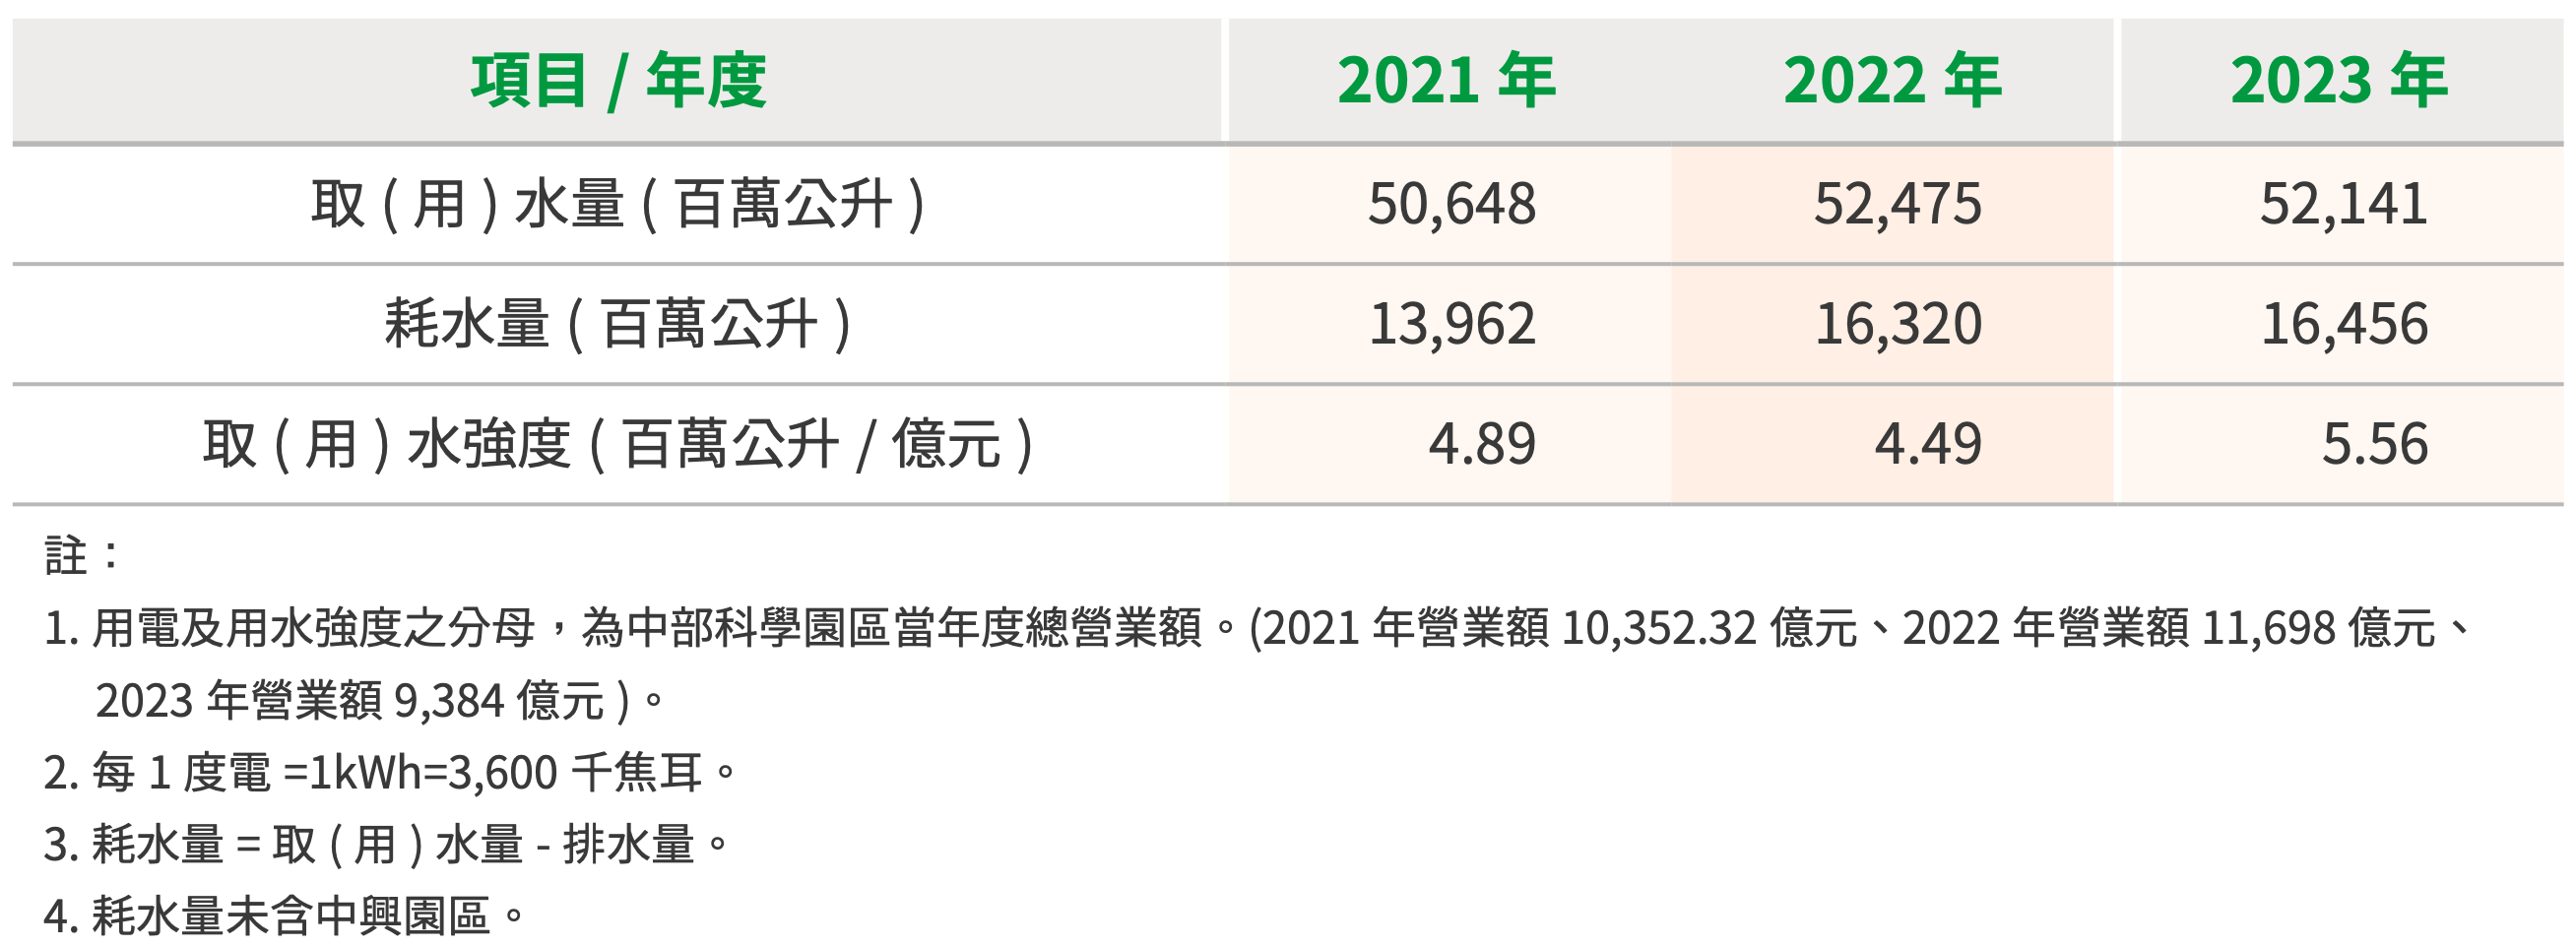 項目 / 年度 2021 年 2022 年 2023 年
取 ( 用 ) 水量 ( 百萬公升 ) 50,648 52,475 52,141
耗水量 ( 百萬公升 ) 13,962 16,320 16,456
取 ( 用 ) 水強度 ( 百萬公升 / 億元 ) 4.89 4.49 5.56
註：
1. 用電及用水強度之分母，為中部科學園區當年度總營業額。(2021 年營業額 10,352.32 億元、2022 年營業額 11,698 億元、
2023 年營業額 9,384 億元 )。
2. 每 1 度電 =1kWh=3,600 千焦耳。
3. 耗水量 = 取 ( 用 ) 水量 - 排水量。
4. 耗水量未含中興園區。